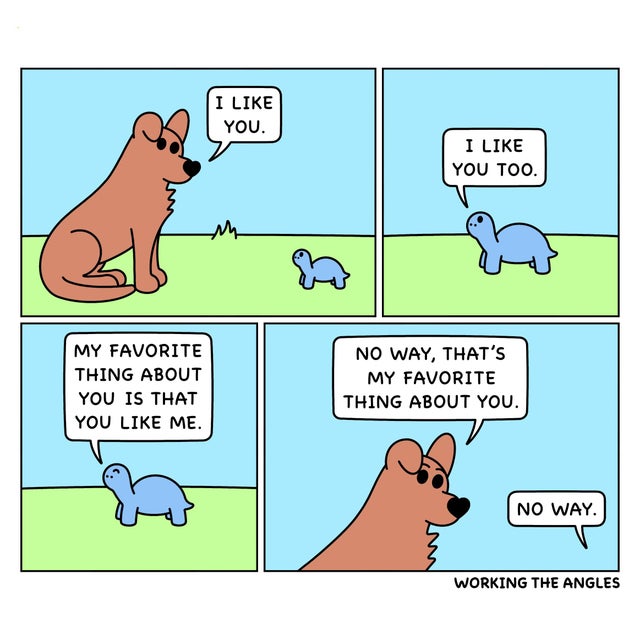 I LIKE
YOU.
I LIKE
YOU TOO.
MY FAVORITE
THING ABOUT
YOU IS THAT
YOU LIKE ME.
NO WAY, THAT'S
MY FAVORITE
THING ABOUT YOU.
NO WAY.
WORKING THE ANGLES